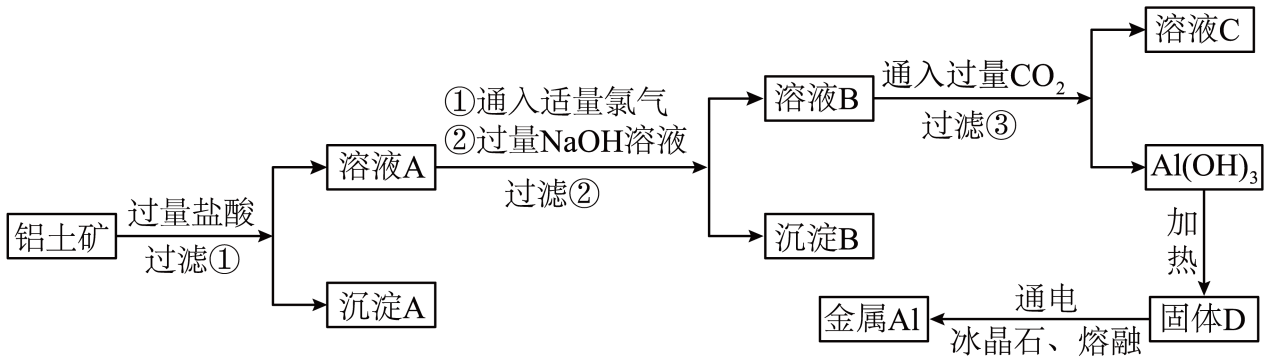 铝土矿
过量盐酸
过滤①
溶液A
沉淀A
①通入适量氯气
②过量NaOH溶液
过滤②
溶液B
沉淀B
通入过量CO₂
过滤③
溶液C
Al(OH)₃
加热
固体D
通电
冰晶石、熔融
金属Al